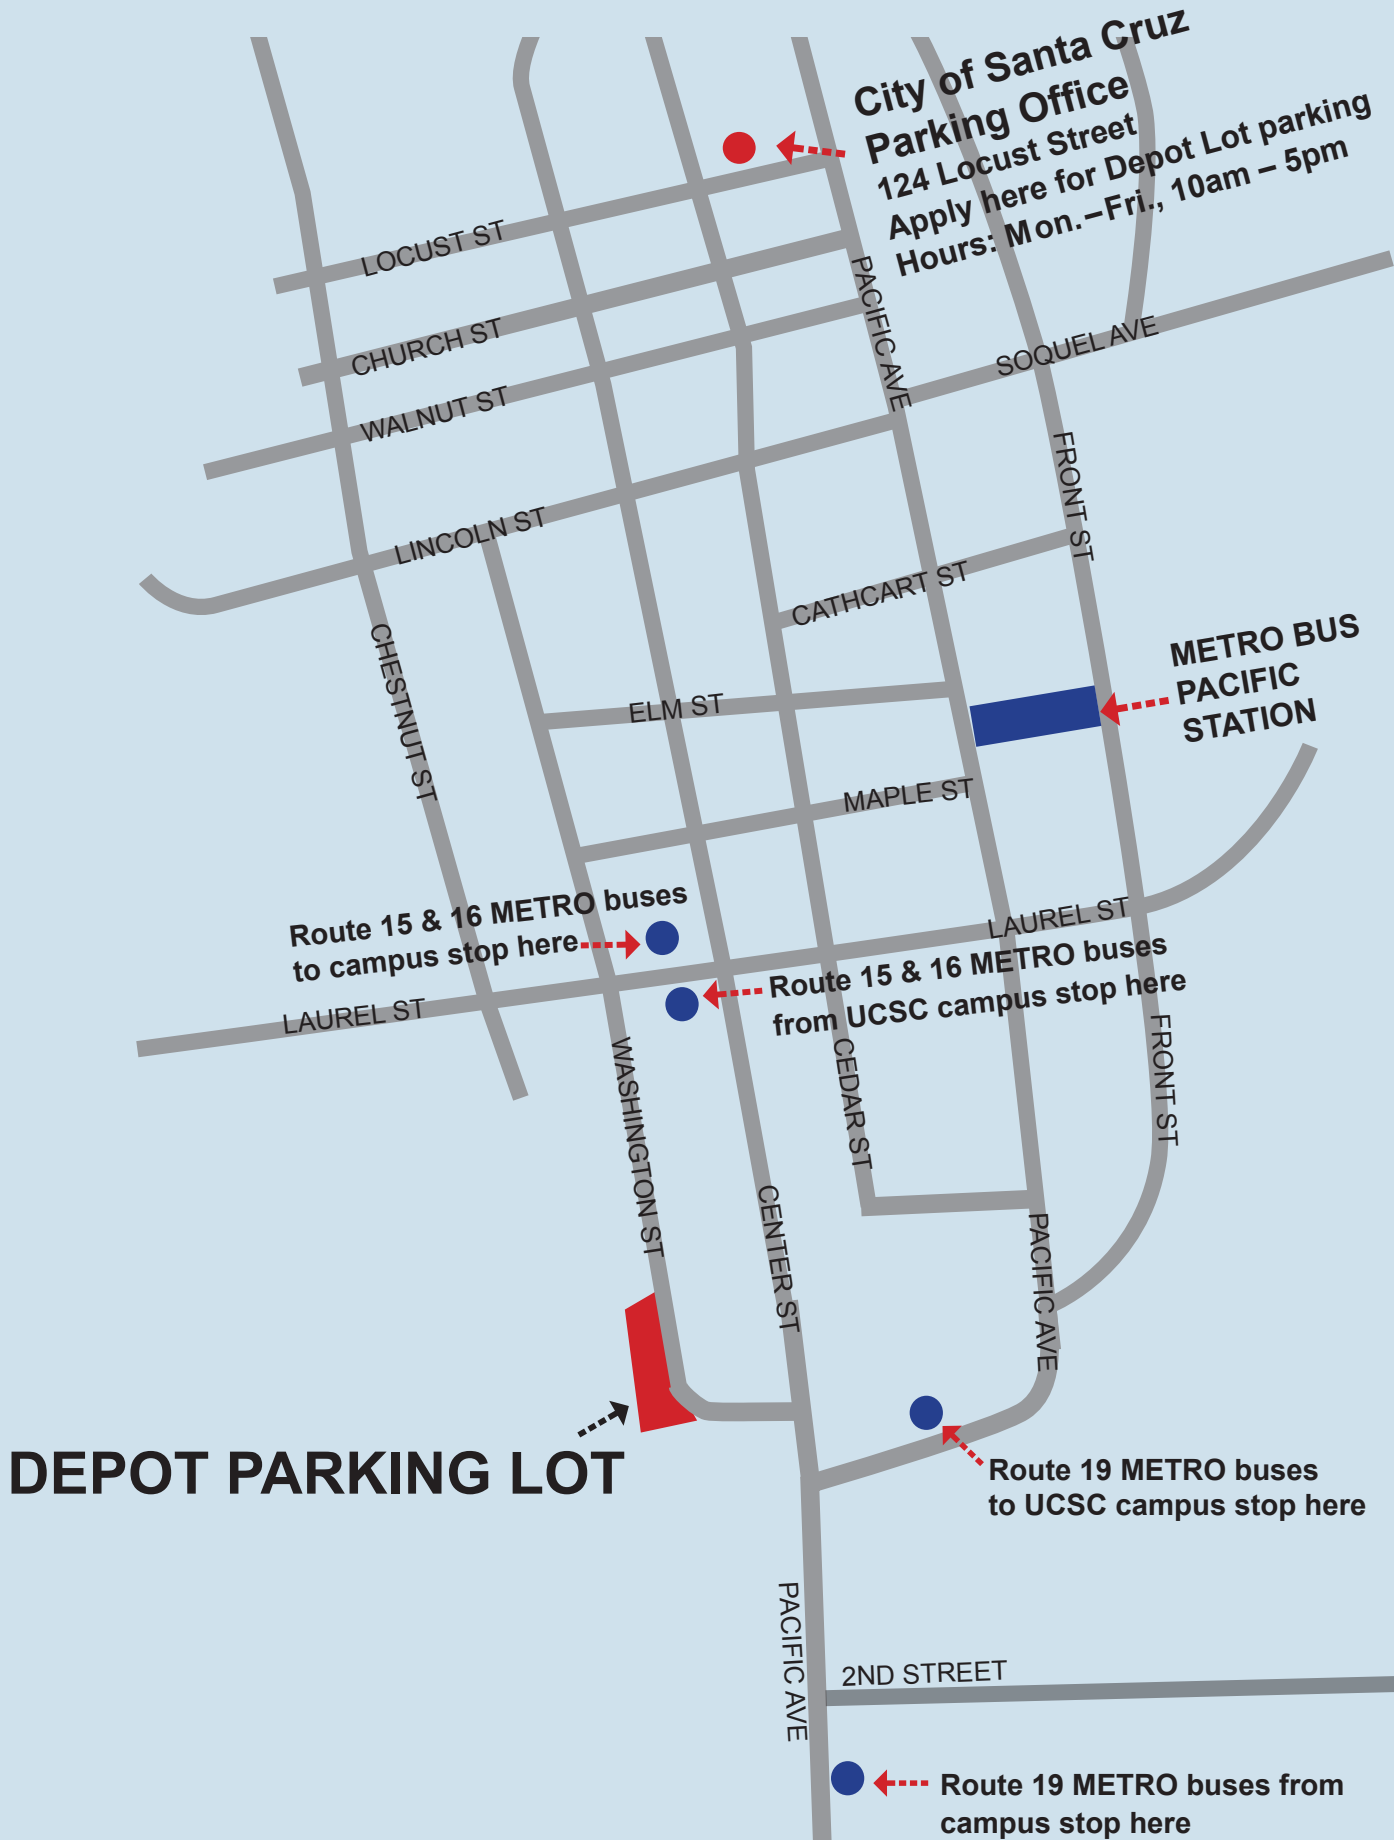 City of Santa Cruz
Parking Office
124 Locust Street
Apply here for Depot Lot parking
Hours: Mon.–Fri., 10am – 5pm
LOCUST ST
CHURCH ST
PACIFIC AVE
SOQUEL AVE
WALNUT ST
FRONT ST
LINCOLN ST
CATHCART ST
CHESTNUT ST
METRO BUS
PACIFIC
STATION
ELM ST
MAPLE ST
Route 15 & 16 METRO buses
to campus stop here
LAUREL ST
Route 15 & 16 METRO buses
from UCSC campus stop here
LAUREL ST
WASHINGTON ST
CEDAR ST
FRONT ST
CENTER ST
PACIFIC AVE
DEPOT PARKING LOT
Route 19 METRO buses
to UCSC campus stop here
PACIFIC AVE
2ND STREET
Route 19 METRO buses from
campus stop here